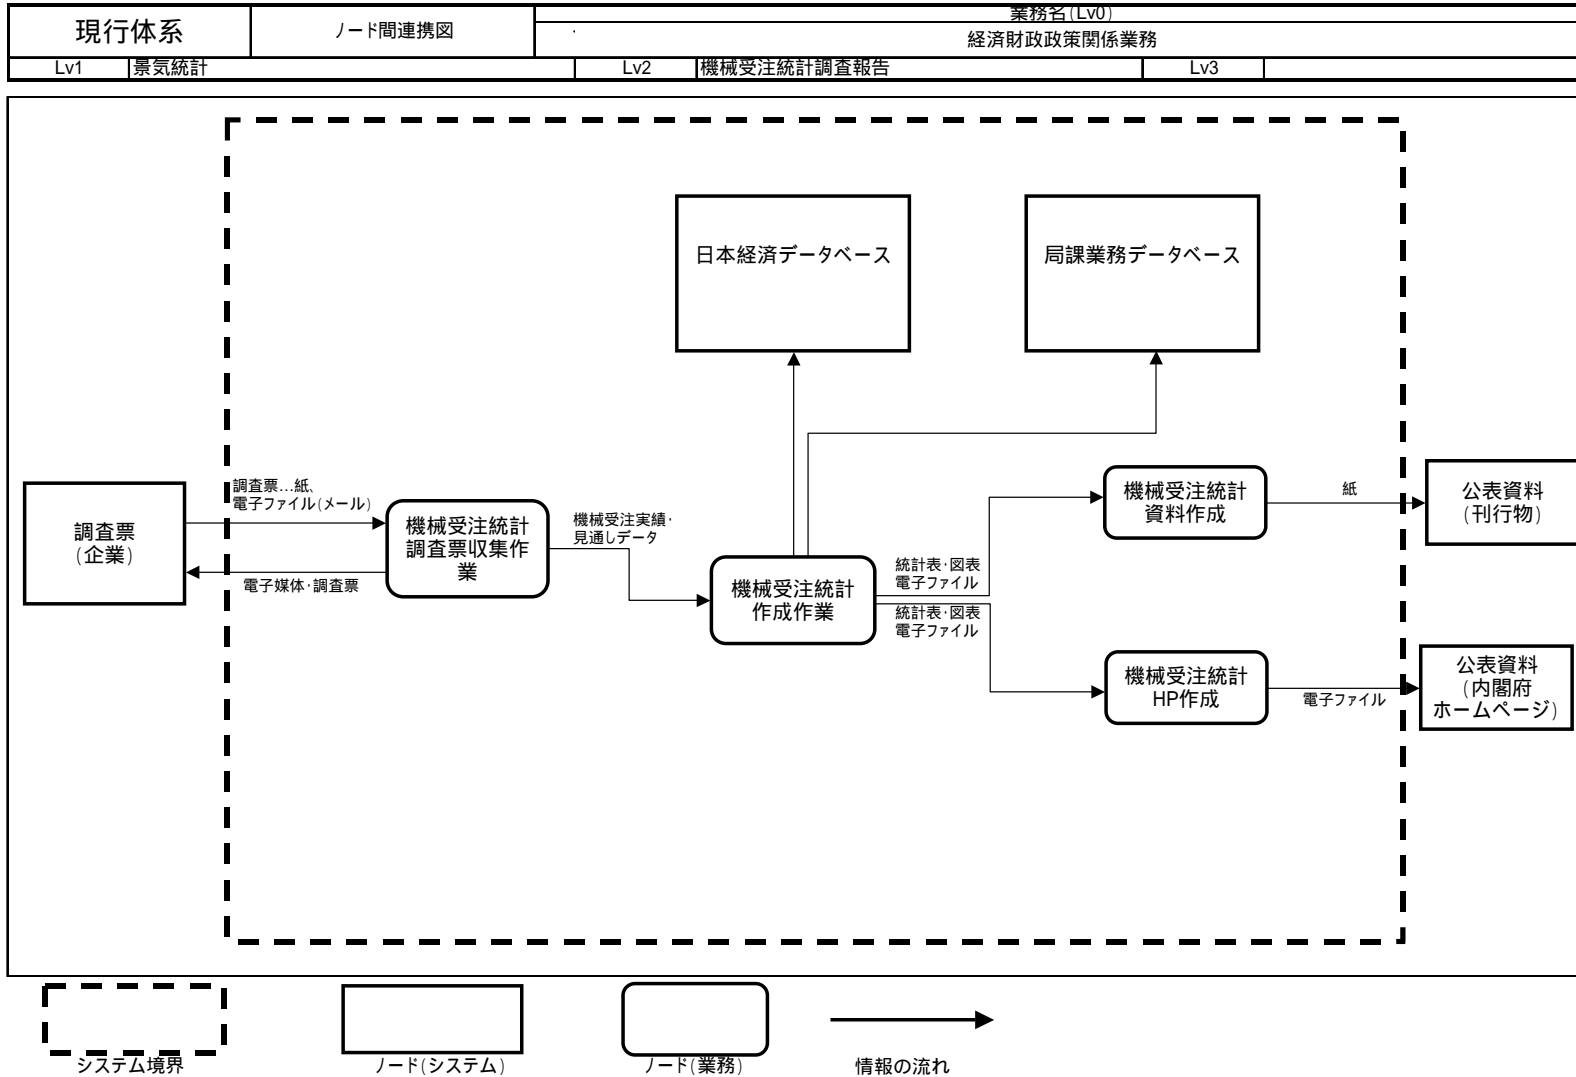 現行体系
ノード間連携図
業務名(Lv0)
経済財政政策関係業務
Lv1
景気統計
Lv2
機械受注統計調査報告
Lv3
日本経済データベース
局課業務データベース
調査票
(企業)
調査票…紙、
電子ファイル(メール)
電子媒体・調査票
機械受注統計
調査票収集作
業
機械受注実績・
見通しデータ
機械受注統計
作成作業
統計表・図表
電子ファイル
統計表・図表
電子ファイル
機械受注統計
資料作成
紙
公表資料
(刊行物)
機械受注統計
HP作成
電子ファイル
公表資料
(内閣府
ホームページ)
システム境界
ノード(システム)
ノード(業務)
情報の流れ